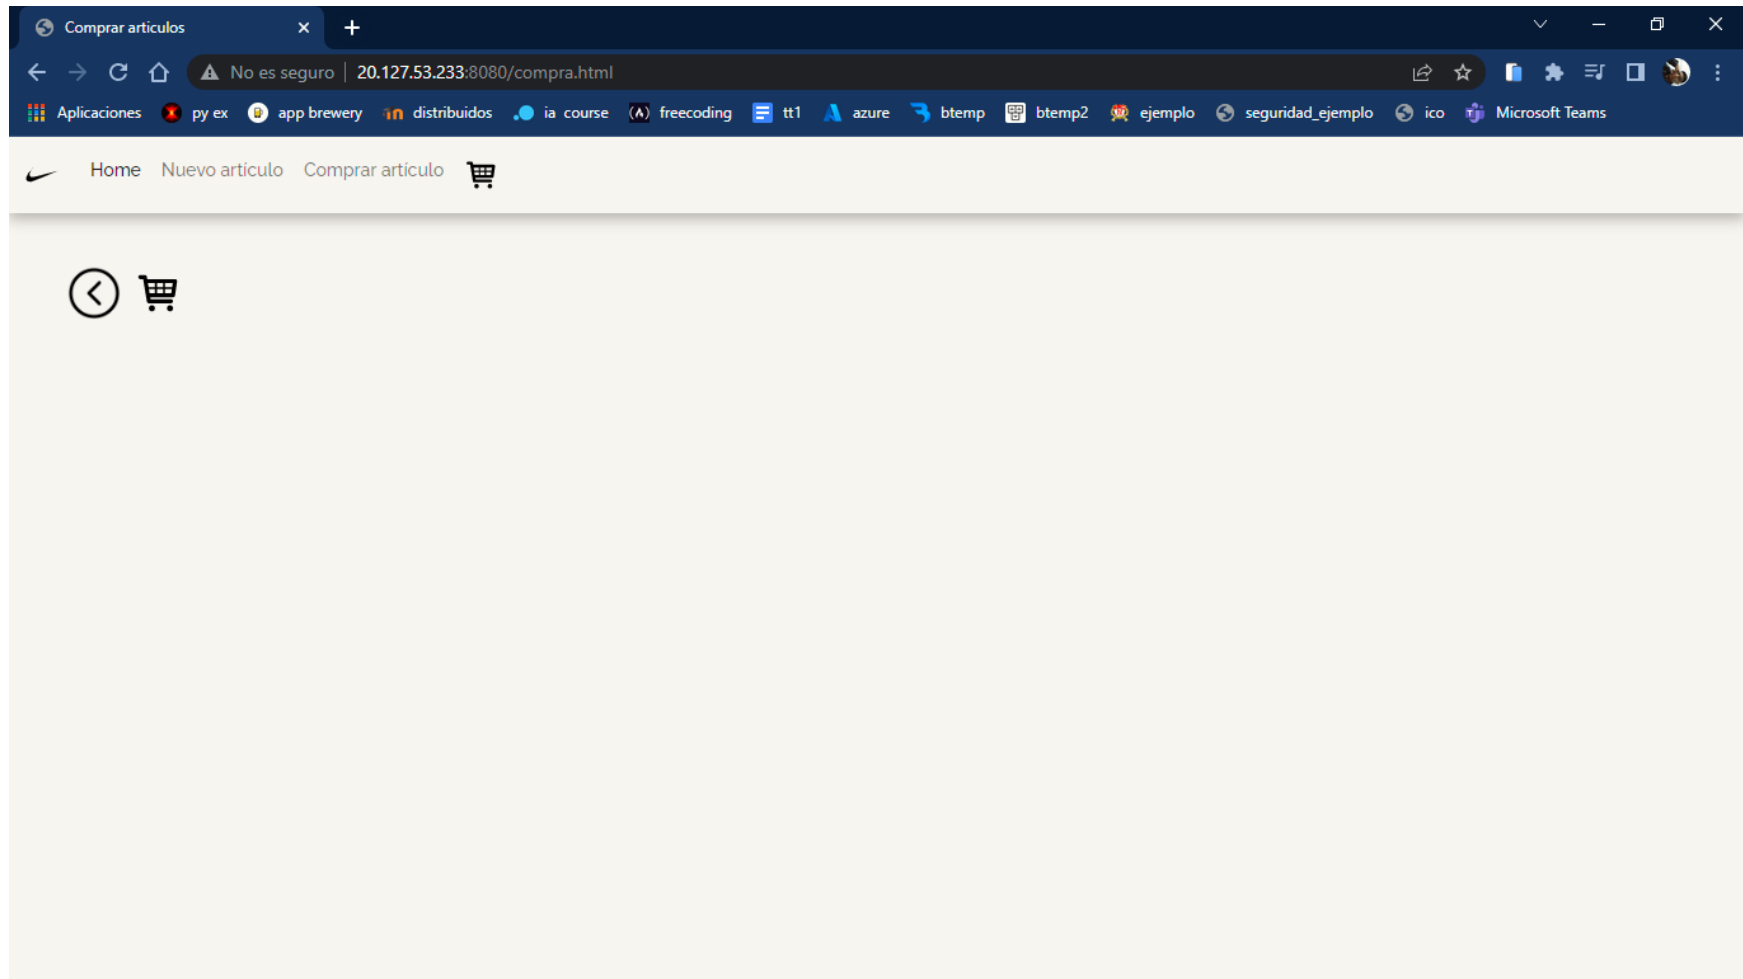 Comprar articulos
No es seguro | 20.127.53.233:8080/compra.html
Aplicaciones py ex app brewery distribuidos ia course freecoding tt1 azure btemp btemp2 ejemplo seguridad_ejemplo ico Microsoft Teams
Home Nuevo artículo Comprar artículo